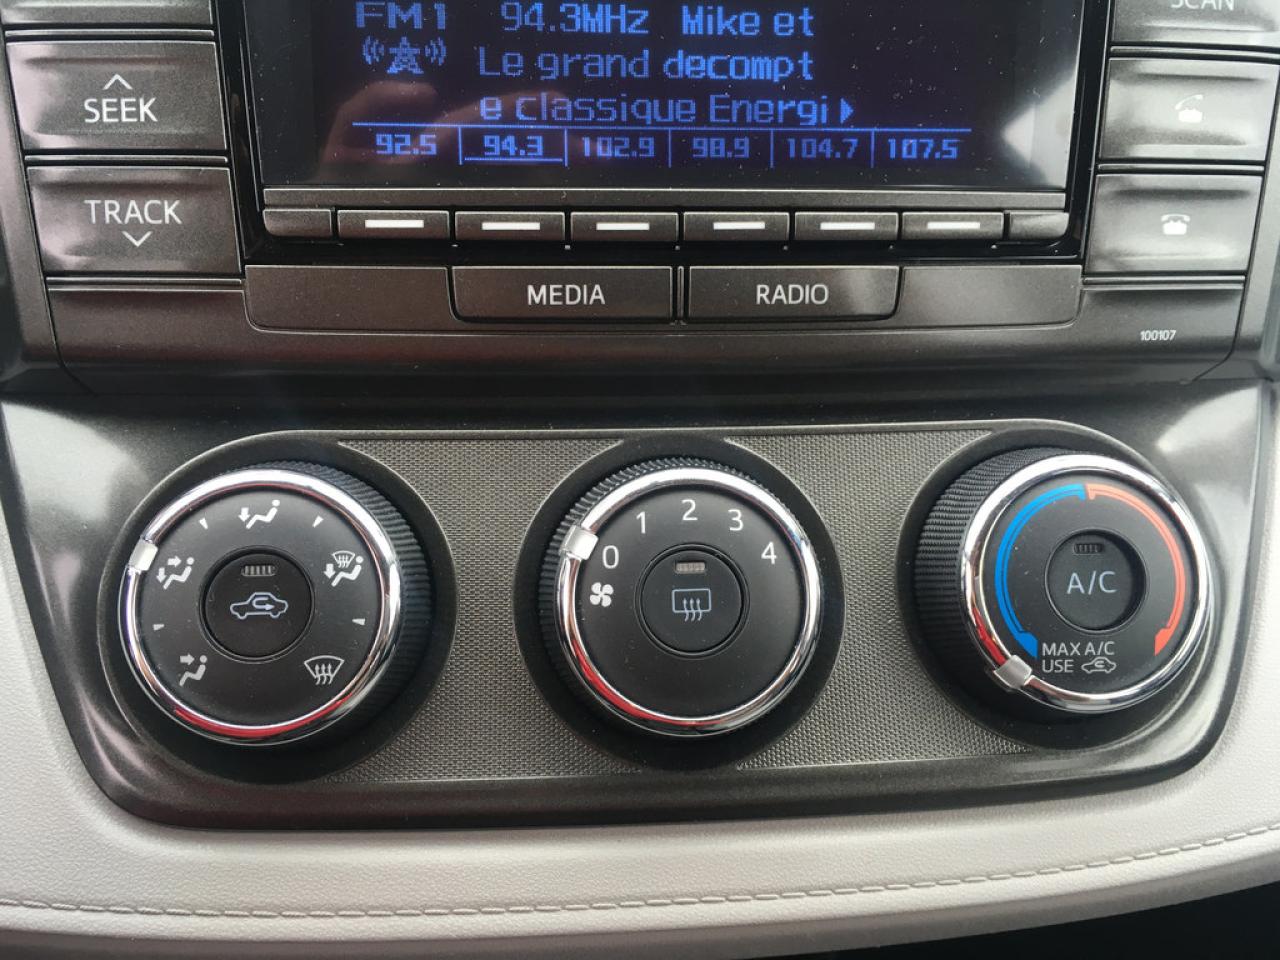 SCAN
FM1 94.3MHz Mike et
Le grand decompt
e classique Energi
92.5 94.3 102.9 98.9 104.7 107.5
SEEK
TRACK
MEDIA RADIO
100107
0 1 2 3 4
A/C
MAX A/C
USE